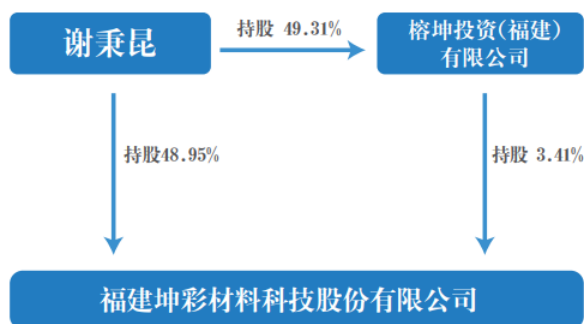 谢秉昆
持股 49.31%
榕坤投资(福建)
有限公司
持股48.95%
持股 3.41%
福建坤彩材料科技股份有限公司